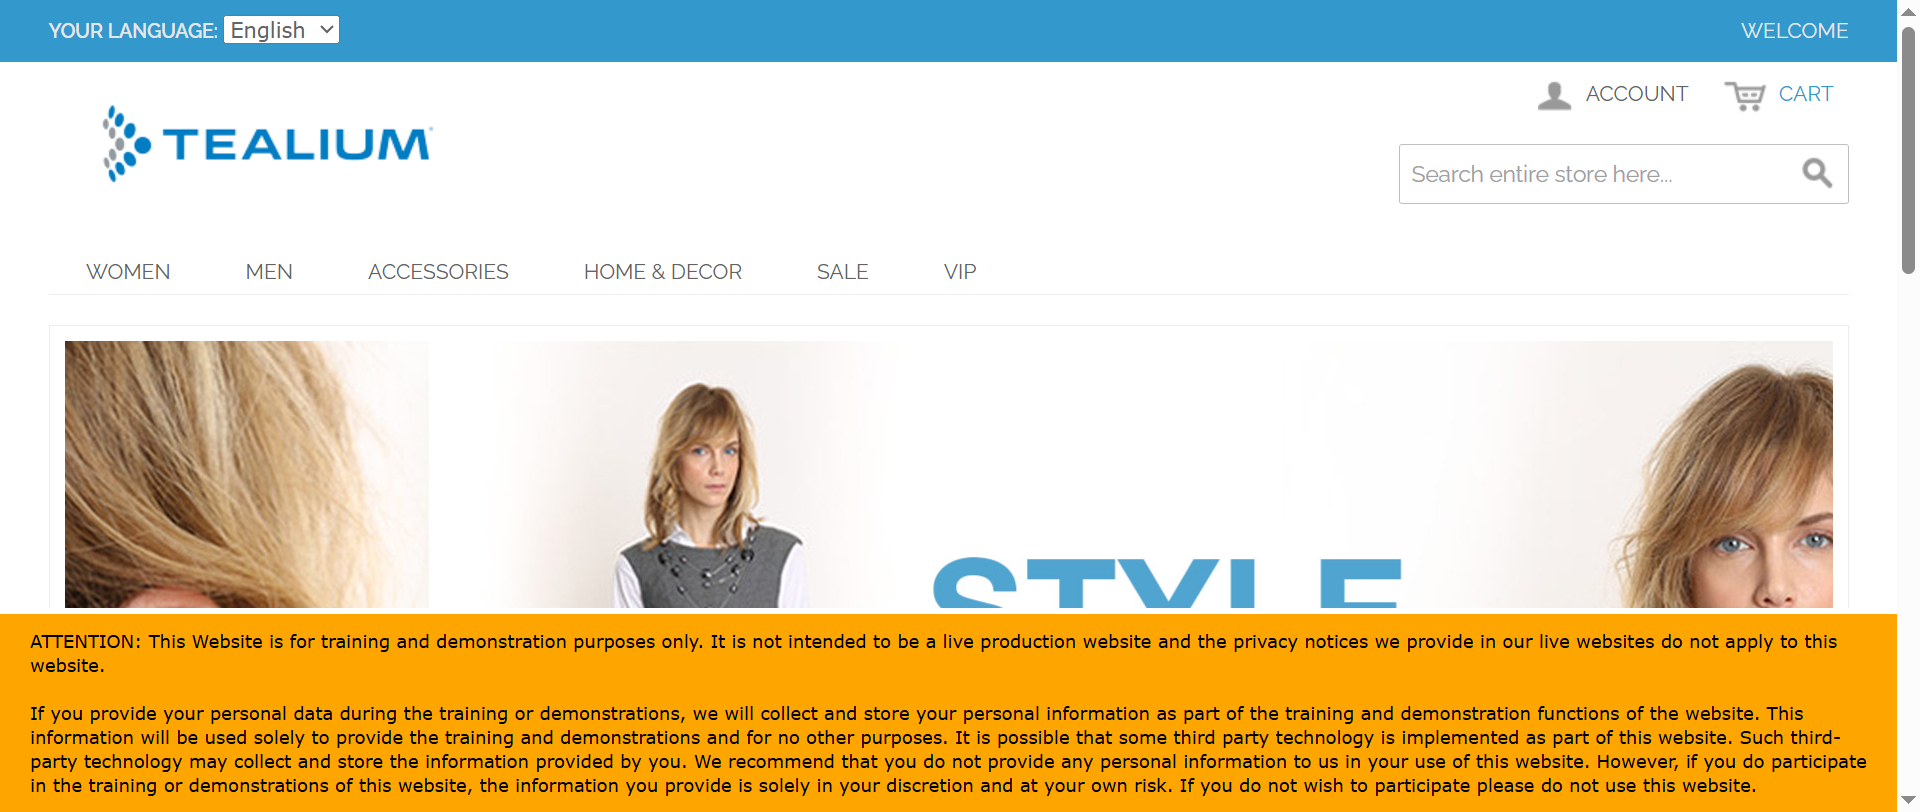 YOUR LANGUAGE: English
WELCOME
ACCOUNT
CART
TEALIUM
Search entire store here...
WOMEN
MEN
ACCESSORIES
HOME & DECOR
SALE
VIP
STYLE
ATTENTION: This Website is for training and demonstration purposes only. It is not intended to be a live production website and the privacy notices we provide in our live websites do not apply to this
website.
If you provide your personal data during the training or demonstrations, we will collect and store your personal information as part of the training and demonstration functions of the website. This
information will be used solely to provide the training and demonstrations and for no other purposes. It is possible that some third party technology is implemented as part of this website. Such third-
party technology may collect and store the information provided by you. We recommend that you do not provide any personal information to us in your use of this website. However, if you do participate
in the training or demonstrations of this website, the information you provide is solely in your discretion and at your own risk. If you do not wish to participate please do not use this website.